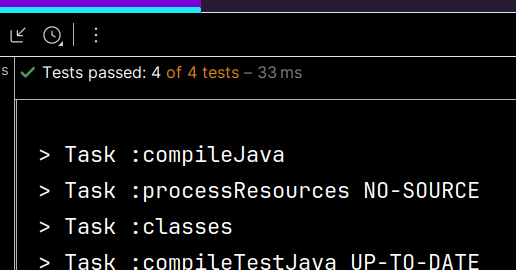 s
Tests passed: 4 of 4 tests – 33 ms
> Task :compileJava
> Task :processResources NO-SOURCE
> Task :classes
> Task :compileTestJava UP-TO-DATE